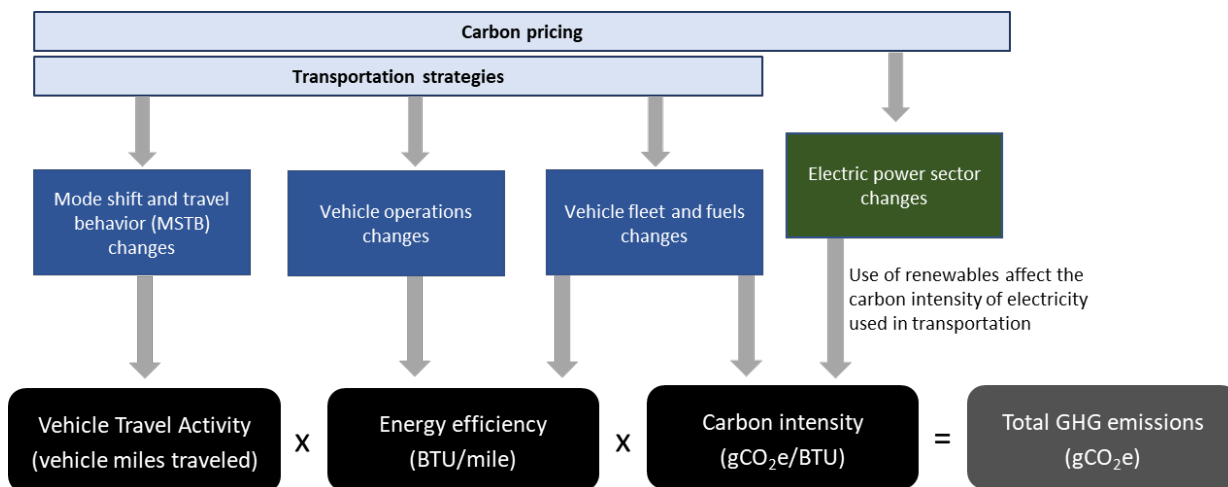 Carbon pricing
Transportation strategies
Mode shift and travel
behavior (MSTB)
changes
Vehicle operations
changes
Vehicle fleet and fuels
changes
Electric power sector
changes
Use of renewables affect the
carbon intensity of electricity
used in transportation
Vehicle Travel Activity
(vehicle miles traveled)
x
Energy efficiency
(BTU/mile)
x
Carbon intensity
(gCO₂e/BTU)
=
Total GHG emissions
(gCO₂e)